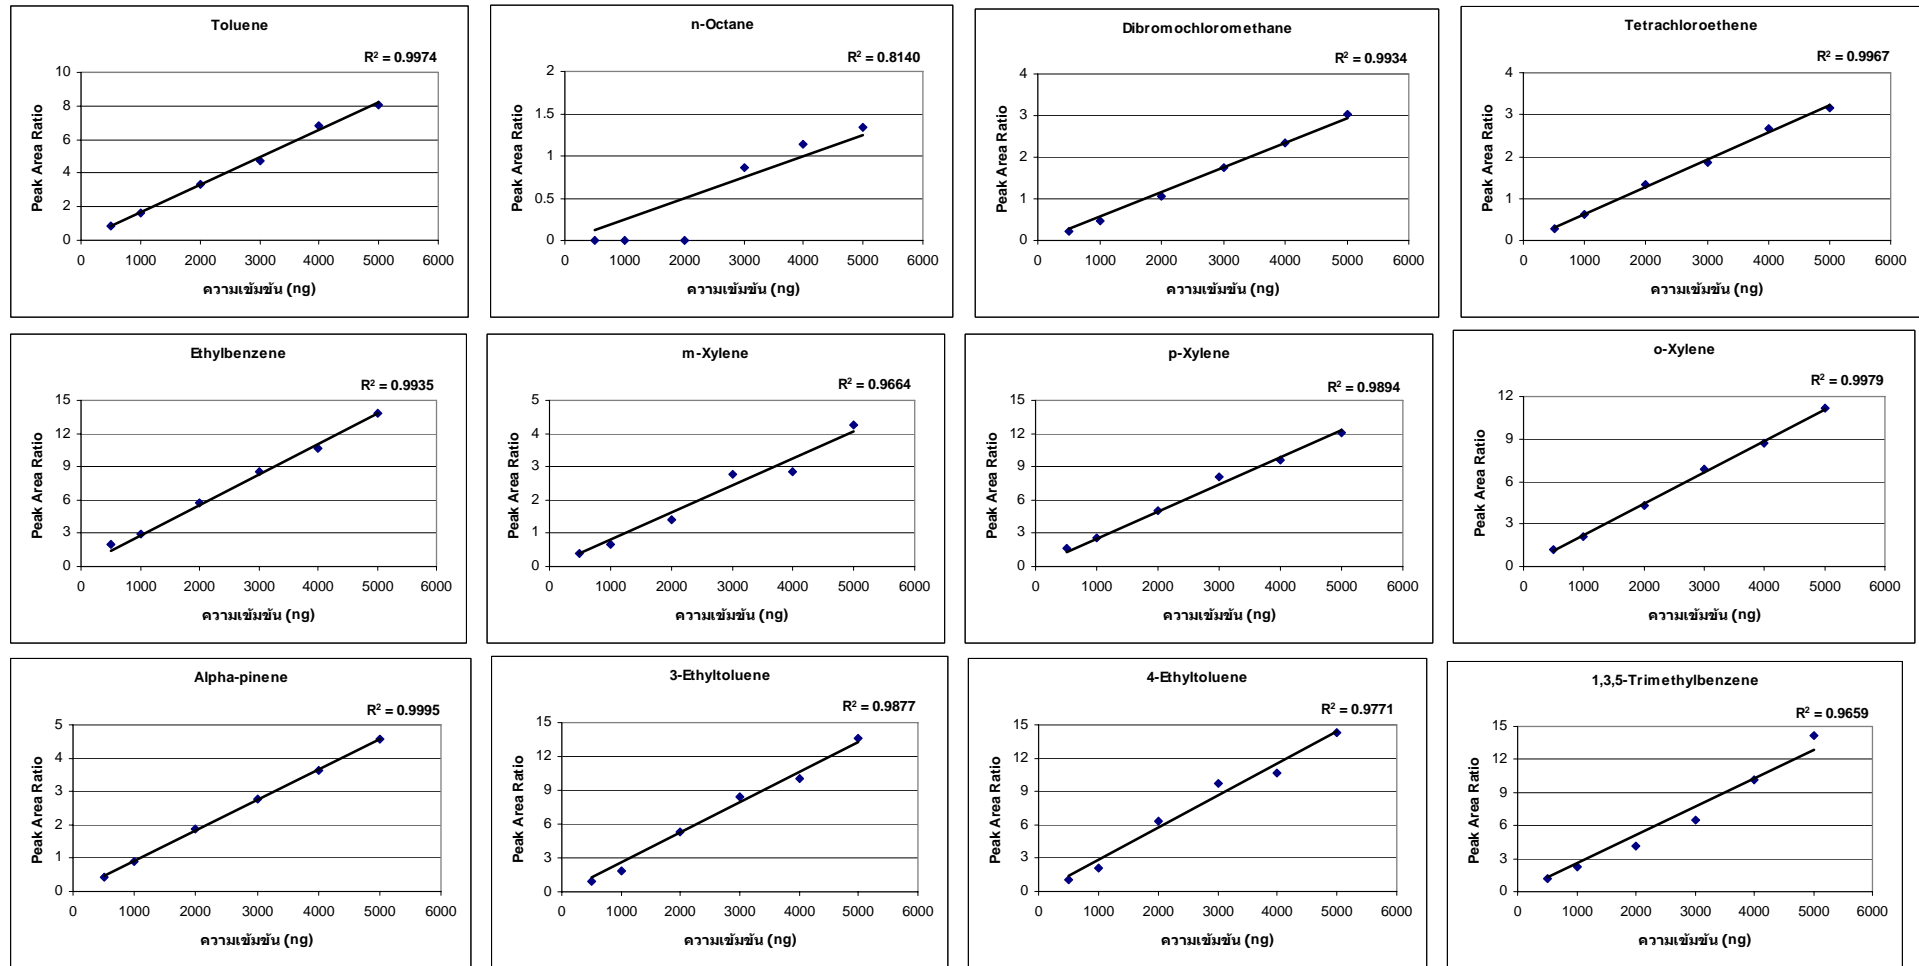 Toluene
R² = 0.9974
10
8
6
4
2
0
Peak Area Ratio
0 1000 2000 3000 4000 5000 6000
ความเข้มข้น (ng)
n-Octane
R² = 0.8140
2
1.5
1
0.5
0
Peak Area Ratio
0 1000 2000 3000 4000 5000 6000
ความเข้มข้น (ng)
Dibromochloromethane
R² = 0.9934
4
3
2
1
0
Peak Area Ratio
0 1000 2000 3000 4000 5000 6000
ความเข้มข้น (ng)
Tetrachloroethene
R² = 0.9967
4
3
2
1
0
Peak Area Ratio
0 1000 2000 3000 4000 5000 6000
ความเข้มข้น (ng)
Ethylbenzene
R² = 0.9935
15
12
9
6
3
0
Peak Area Ratio
0 1000 2000 3000 4000 5000 6000
ความเข้มข้น (ng)
m-Xylene
R² = 0.9664
5
4
3
2
1
0
Peak Area Ratio
0 1000 2000 3000 4000 5000 6000
ความเข้มข้น (ng)
p-Xylene
R² = 0.9894
15
12
9
6
3
0
Peak Area Ratio
0 1000 2000 3000 4000 5000 6000
ความเข้มข้น (ng)
o-Xylene
R² = 0.9979
12
9
6
3
0
Peak Area Ratio
0 1000 2000 3000 4000 5000 6000
ความเข้มข้น (ng)
Alpha-pinene
R² = 0.9995
5
4
3
2
1
0
Peak Area Ratio
0 1000 2000 3000 4000 5000 6000
ความเข้มข้น (ng)
3-Ethyltoluene
R² = 0.9877
15
12
9
6
3
0
Peak Area Ratio
0 1000 2000 3000 4000 5000 6000
ความเข้มข้น (ng)
4-Ethyltoluene
R² = 0.9771
15
12
9
6
3
0
Peak Area Ratio
0 1000 2000 3000 4000 5000 6000
ความเข้มข้น (ng)
1,3,5-Trimethylbenzene
R² = 0.9659
15
12
9
6
3
0
Peak Area Ratio
0 1000 2000 3000 4000 5000 6000
ความเข้มข้น (ng)